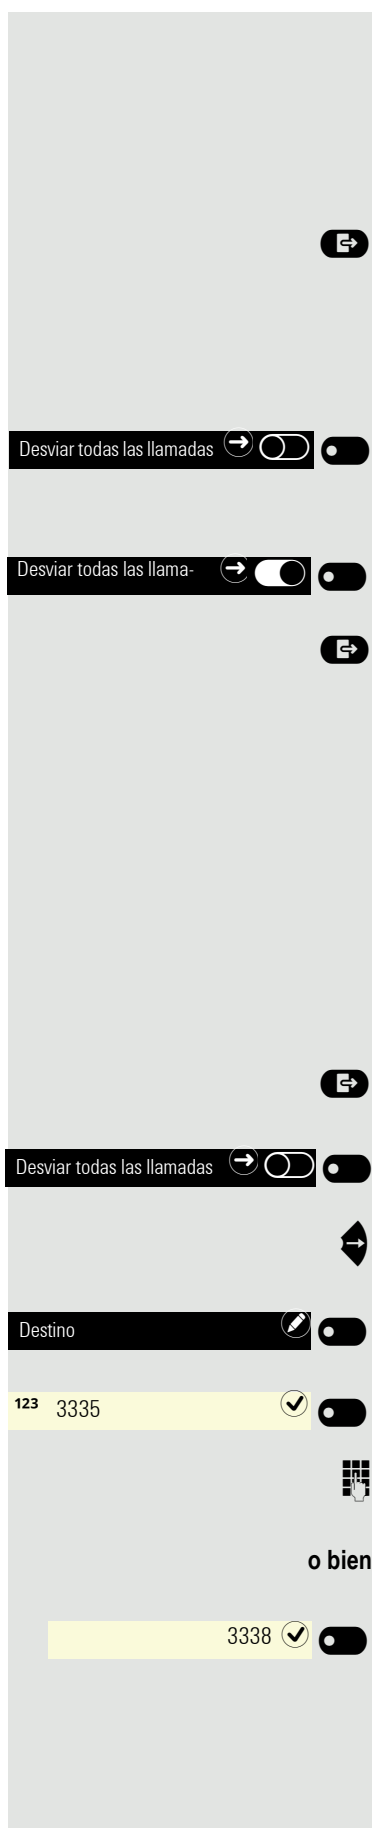 Desviar todas las llamadas
Desviar todas las llama-
Desviar todas las llamadas
Destino
123 3335
o bien
3338